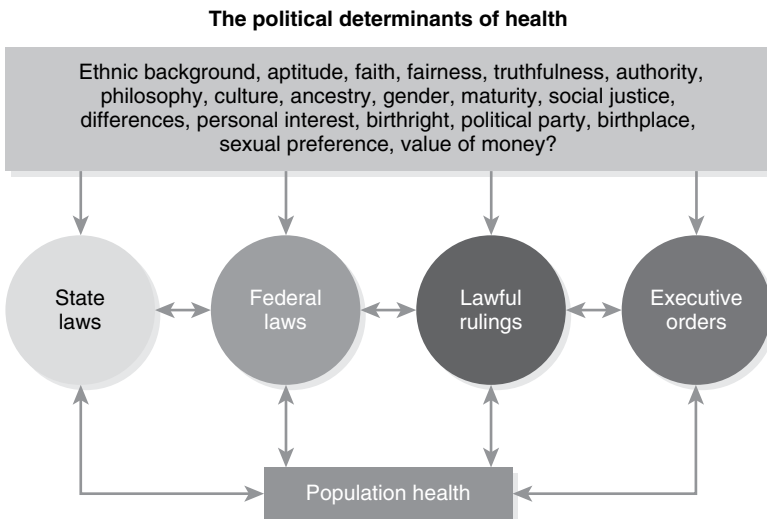 The political determinants of health
Ethnic background, aptitude, faith, fairness, truthfulness, authority,
philosophy, culture, ancestry, gender, maturity, social justice,
differences, personal interest, birthright, political party, birthplace,
sexual preference, value of money?
State
laws
Federal
laws
Lawful
rulings
Executive
orders
Population health